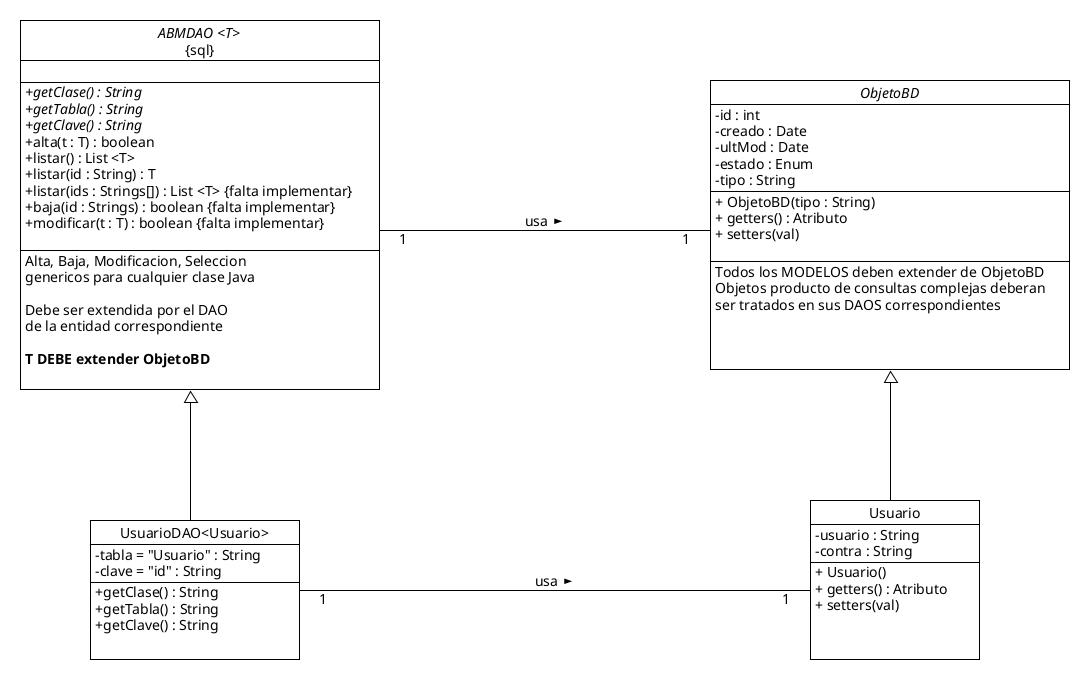 ABMDAO <T>
{sql}
+getClase() : String
+getTabla() : String
+getClave() : String
+alta(t : T) : boolean
+listar() : List <T>
+listar(id : String) : T
+listar(ids : Strings[]) : List <T> {falta implementar}
+baja(id : Strings) : boolean {falta implementar}
+modificar(t : T) : boolean {falta implementar}
Alta, Baja, Modificacion, Seleccion
genericos para cualquier clase Java
Debe ser extendida por el DAO
de la entidad correspondiente
T DEBE extender ObjetoBD
usa ►
1
1
ObjetoBD
-id : int
-creado : Date
-ultMod : Date
-estado : Enum
-tipo : String
+ ObjetoBD(tipo : String)
+ getters() : Atributo
+ setters(val)
Todos los MODELOS deben extender de ObjetoBD
Objetos producto de consultas complejas deberan
ser tratados en sus DAOS correspondientes
UsuarioDAO<Usuario>
-tabla = "Usuario" : String
-clave = "id" : String
+getClase() : String
+getTabla() : String
+getClave() : String
usa ►
1
1
Usuario
-usuario : String
-contra : String
+ Usuario()
+ getters() : Atributo
+ setters(val)